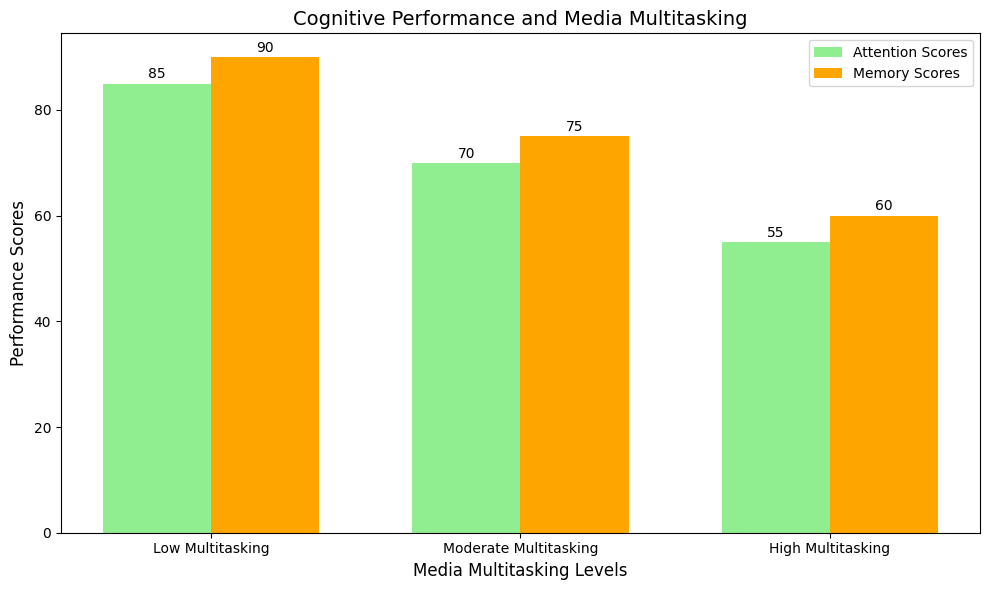 Cognitive Performance and Media Multitasking
Attention Scores
Memory Scores
Performance Scores
80
60
40
20
0
85
90
70
75
55
60
Low Multitasking
Moderate Multitasking
High Multitasking
Media Multitasking Levels